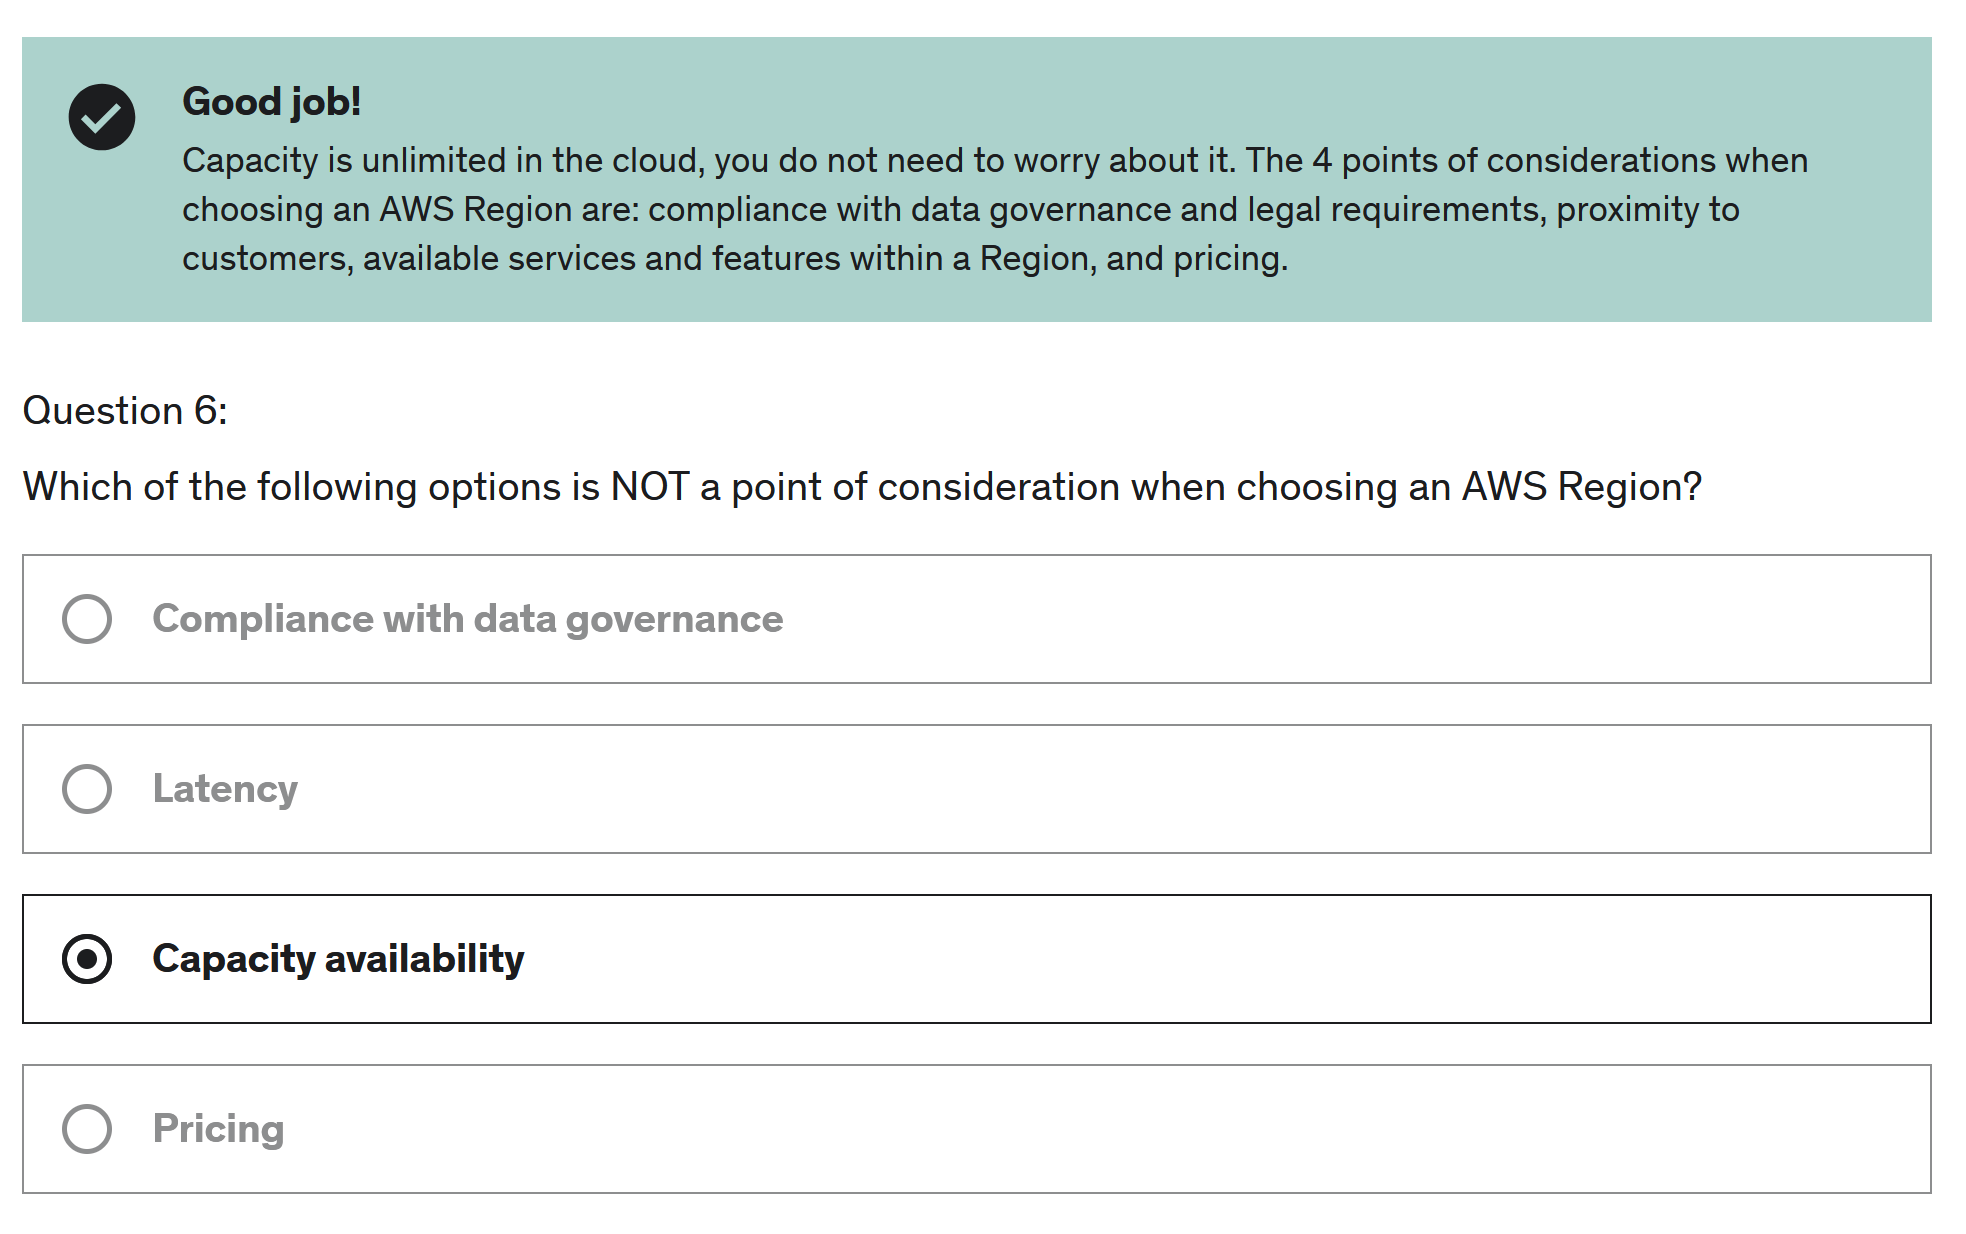 Good job!
Capacity is unlimited in the cloud, you do not need to worry about it. The 4 points of considerations when
choosing an AWS Region are: compliance with data governance and legal requirements, proximity to
customers, available services and features within a Region, and pricing.
Question 6:
Which of the following options is NOT a point of consideration when choosing an AWS Region?
Compliance with data governance
Latency
Capacity availability
Pricing